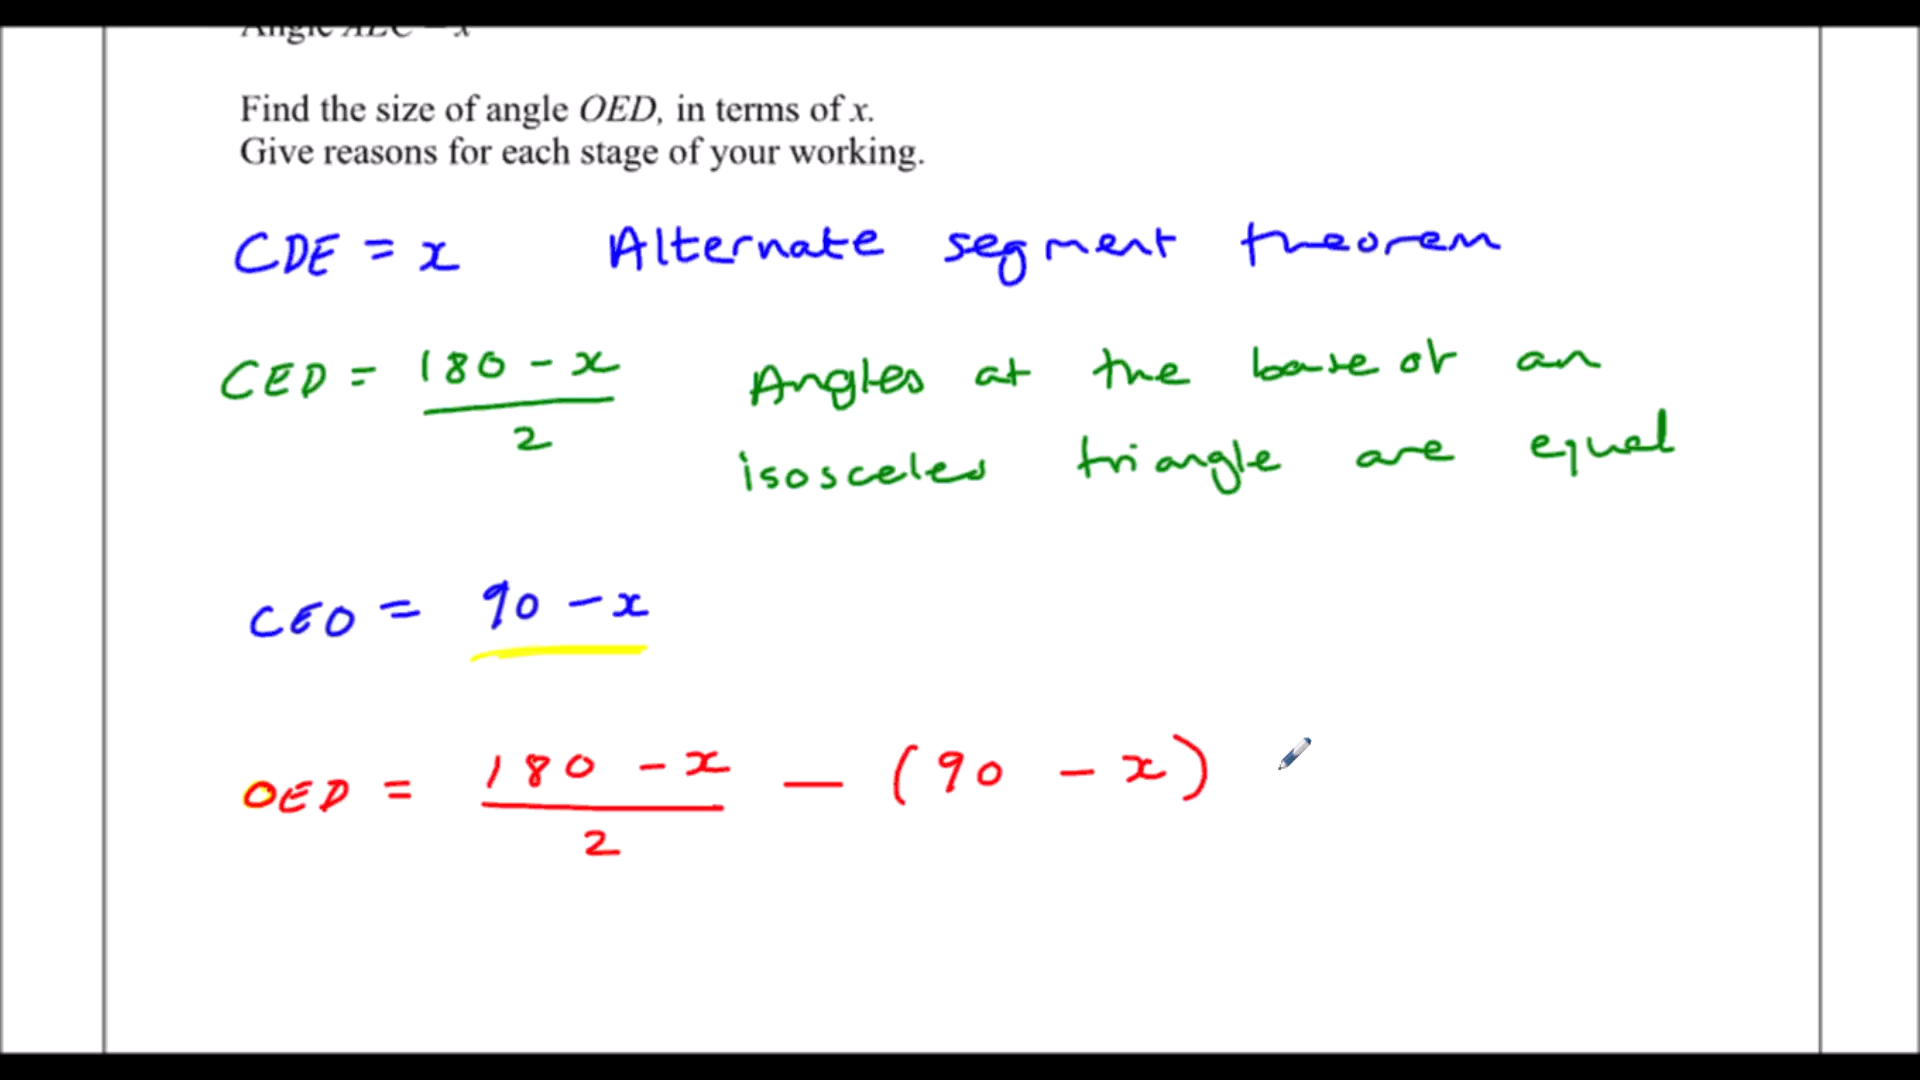 Angle AEC = x
Find the size of angle OED, in terms of x.
Give reasons for each stage of your working.
CDE = x Alternate segment theorem
CED = 180 - x / 2 Angles at the base of an
isosceles triangle are equal
CEO = 90 - x
OED = 180 - x / 2 — (90 - x)